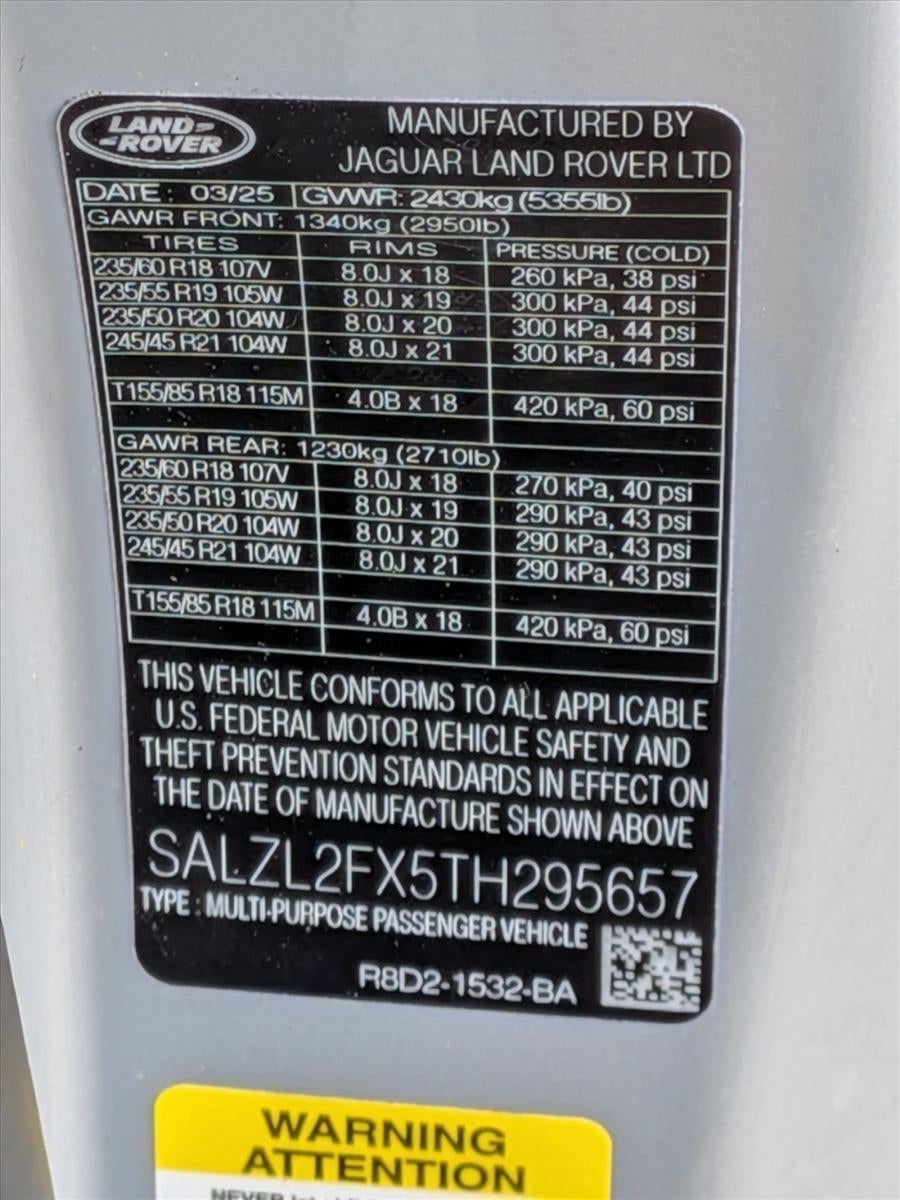 LAND ROVER
MANUFACTURED BY
JAGUAR LAND ROVER LTD
DATE: 03/25 GVWR: 2430kg (5355lb)
GAWR FRONT: 1340kg (2950lb)
TIRES RIMS PRESSURE (COLD)
235/60 R18 107V 8.0J x 18 260 kPa, 38 psi
235/55 R19 105W 8.0J x 19 300 kPa, 44 psi
235/50 R20 104W 8.0J x 20 300 kPa, 44 psi
245/45 R21 104W 8.0J x 21 300 kPa, 44 psi
T155/85 R18 115M 4.0B x 18 420 kPa, 60 psi
GAWR REAR: 1230kg (2710lb)
235/60 R18 107V 8.0J x 18 270 kPa, 40 psi
235/55 R19 105W 8.0J x 19 290 kPa, 43 psi
235/50 R20 104W 8.0J x 20 290 kPa, 43 psi
245/45 R21 104W 8.0J x 21 290 kPa, 43 psi
T155/85 R18 115M 4.0B x 18 420 kPa, 60 psi
THIS VEHICLE CONFORMS TO ALL APPLICABLE
U.S. FEDERAL MOTOR VEHICLE SAFETY AND
THEFT PREVENTION STANDARDS IN EFFECT ON
THE DATE OF MANUFACTURE SHOWN ABOVE
SALZL2FX5TH295657
TYPE : MULTI-PURPOSE PASSENGER VEHICLE
R8D2-1532-BA
WARNING
ATTENTION
NEVER